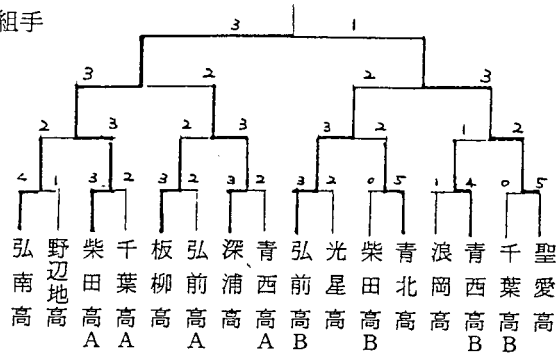 組手
3 1
3 2 2 3
2 3 2 3 3 2 1 2
4 1 3 2 3 2 3 2 3 2 0 5 1 4 0 5
弘南高
野辺地高
柴田高A
千葉高A
板柳高
弘前高A
深浦高
青西高A
弘前高B
光星高
柴田高B
青北高
浪岡高
青西高B
千葉高B
聖愛高